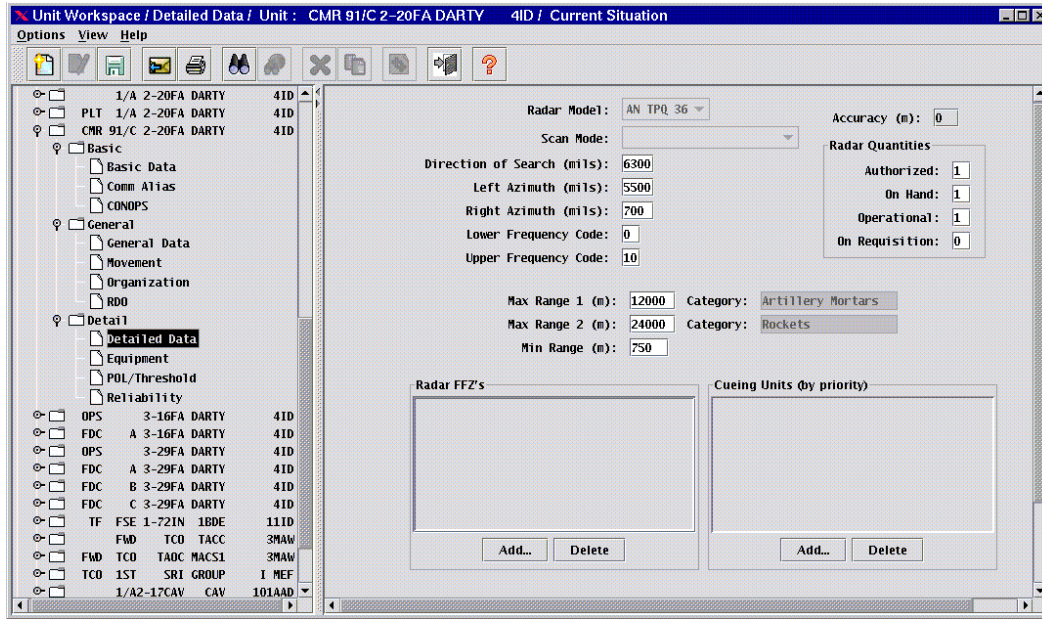 Unit Workspace / Detailed Data / Unit : CMR 91/C 2-20FA DARTY 4ID / Current Situation
Options View Help
1/A 2-20FA DARTY 4ID
PLT 1/A 2-20FA DARTY 4ID
CMR 91/C 2-20FA DARTY 4ID
Basic
Basic Data
Comm Alias
CONOPS
General
General Data
Movement
Organization
RDO
Detail
Detailed Data
Equipment
POL/Threshold
Reliability
OPS 3-16FA DARTY 4ID
FDC A 3-16FA DARTY 4ID
OPS 3-29FA DARTY 4ID
FDC A 3-29FA DARTY 4ID
FDC B 3-29FA DARTY 4ID
FDC C 3-29FA DARTY 4ID
TF FSE 1-72IN 1BDE 11ID
FWD TCO TACC 3MAW
FWD TCO TAOC MACS1 3MAW
TCO 1ST SRI GROUP I MEF
1/A2-17CAV CAV 101AAD
Radar Model: AN TPQ 36
Scan Mode:
Direction of Search (mils): 6300
Left Azimuth (mils): 5500
Right Azimuth (mils): 700
Lower Frequency Code: 0
Upper Frequency Code: 10
Accuracy (m): 0
Radar Quantities
Authorized: 1
On Hand: 1
Operational: 1
On Requisition: 0
Max Range 1 (m): 12000 Category: Artillery Mortars
Max Range 2 (m): 24000 Category: Rockets
Min Range (m): 750
Radar FFZ's
Add... Delete
Cueing Units (by priority)
Add... Delete